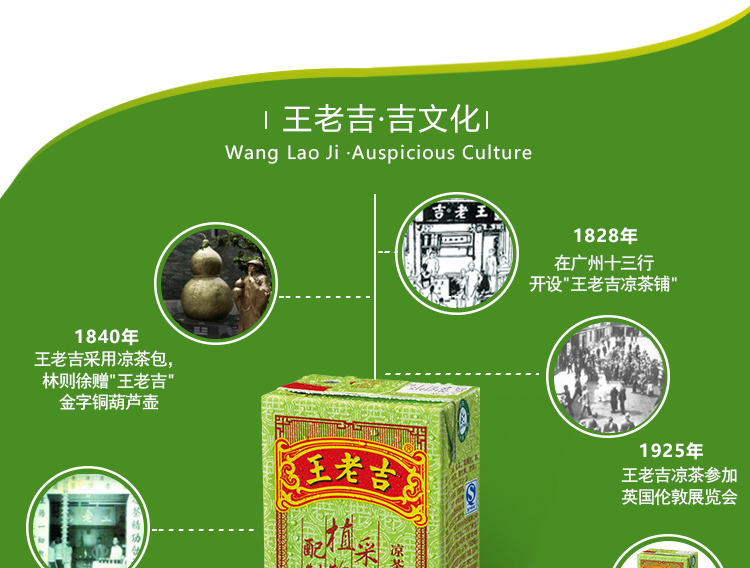 王老吉·吉文化
Wang Lao Ji ·Auspicious Culture
吉·老王
1828年
在广州十三行
开设"王老吉凉茶铺"
1840年
王老吉采用凉茶包，
林则徐赠"王老吉"
金字铜葫芦壶
1925年
王老吉凉茶参加
英国伦敦展览会
王老吉
植
采
配
凉茶